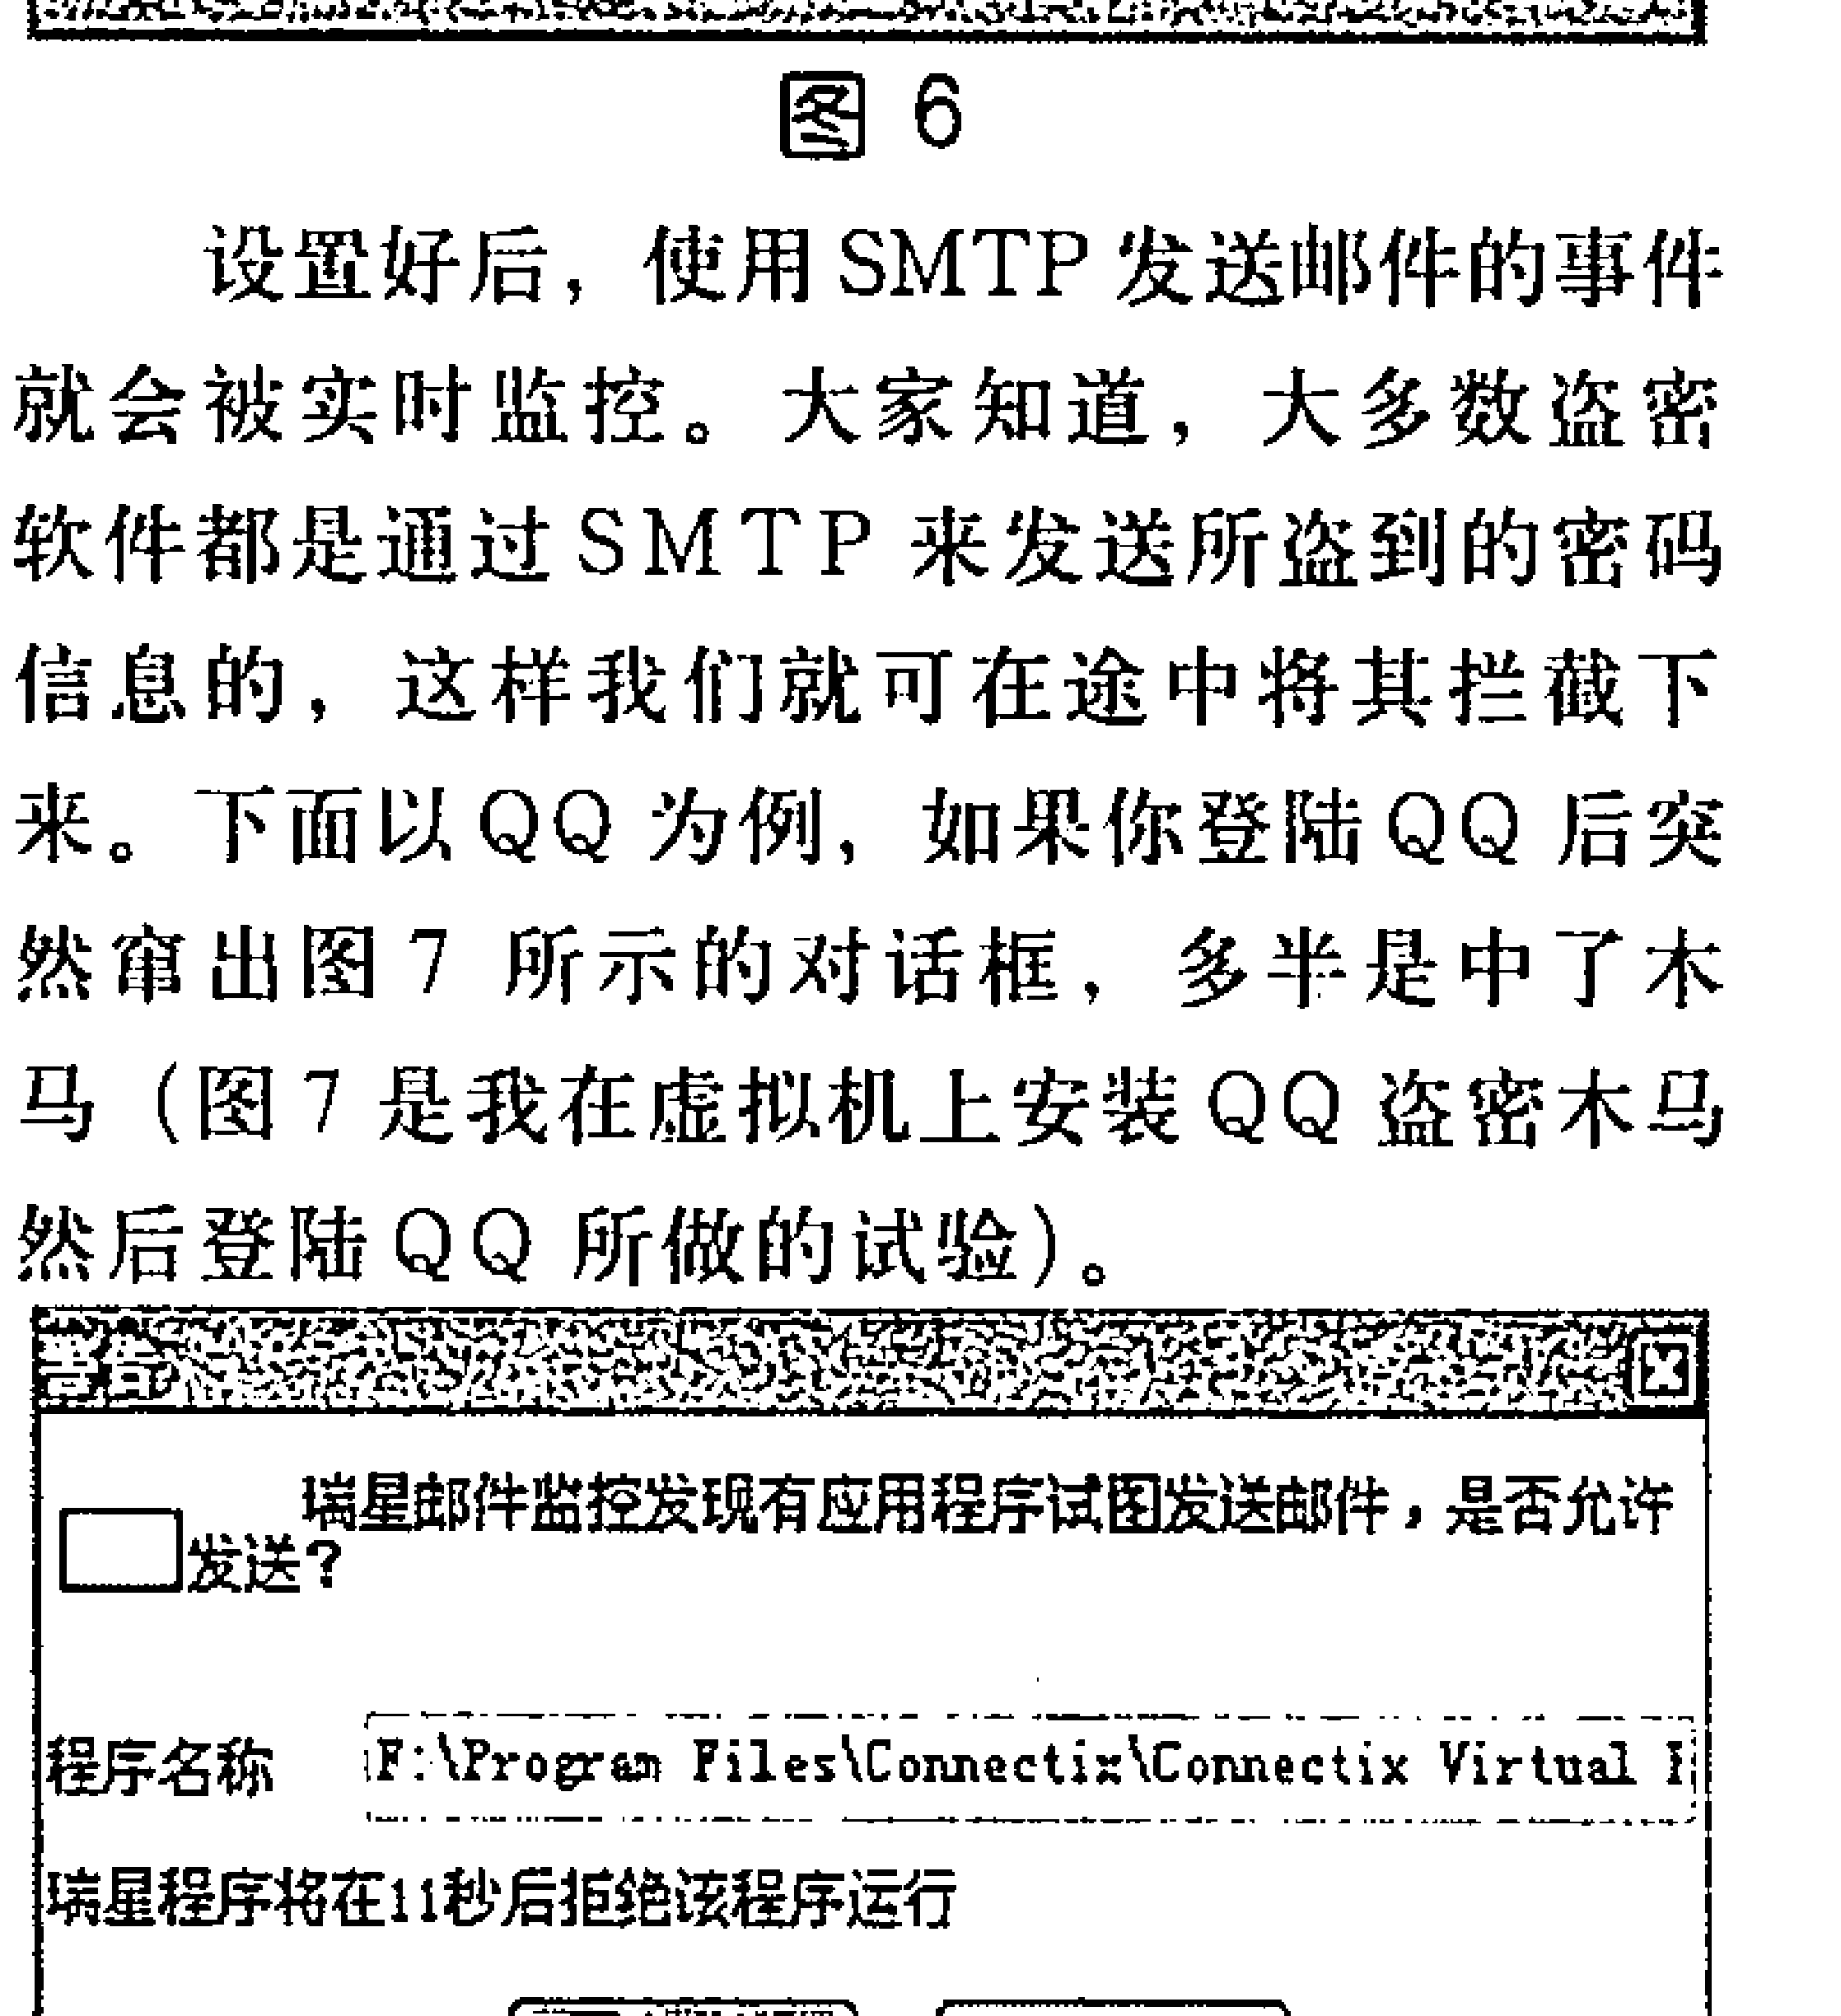 图 6
设置好后，使用SMTP发送邮件的事件
就会被实时监控。大家知道，大多数盗密
软件都是通过SMTP来发送所盗到的密码
信息的，这样我们就可在途中将其拦截下
来。下面以QQ为例，如果你登陆QQ后突
然窜出图7所示的对话框，多半是中了木
马（图7是我在虚拟机上安装QQ盗密木马
然后登陆QQ所做的试验）。
警告
瑞星邮件监控发现有应用程序试图发送邮件，是否允许
发送？
程序名称 F:\Program Files\Connectix\Connectix Virtual
瑞星程序将在11秒后拒绝该程序运行